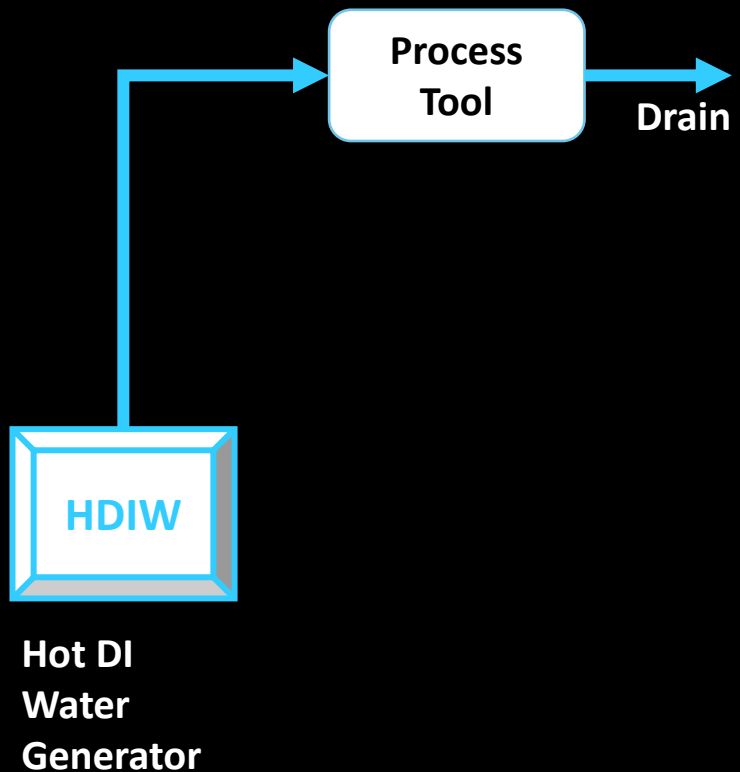 Process
Tool
Drain
HDIW
Hot DI
Water
Generator